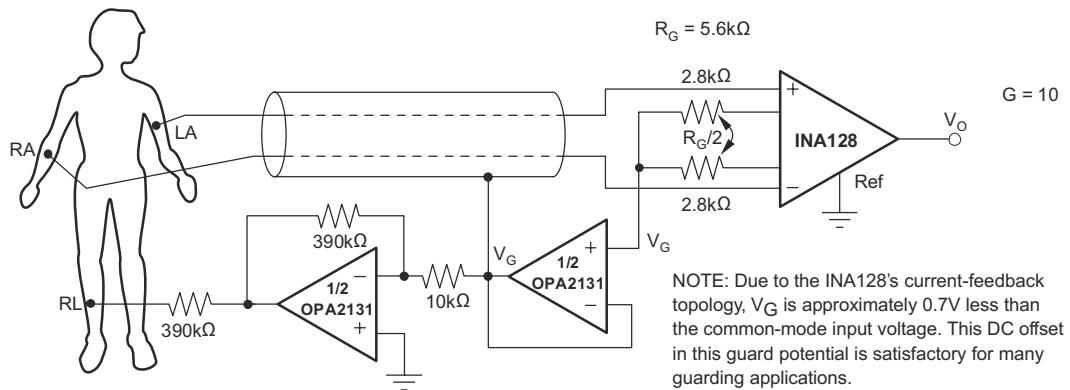 R_G = 5.6kΩ
2.8kΩ
G = 10
LA
RA
R_G/2
+
INA128
−
V_O
Ref
2.8kΩ
390kΩ
V_G
V_G
+
1/2
OPA2131
−
−
1/2
OPA2131
+
10kΩ
RL
390kΩ
NOTE: Due to the INA128's current-feedback
topology, V_G is approximately 0.7V less than
the common-mode input voltage. This DC offset
in this guard potential is satisfactory for many
guarding applications.